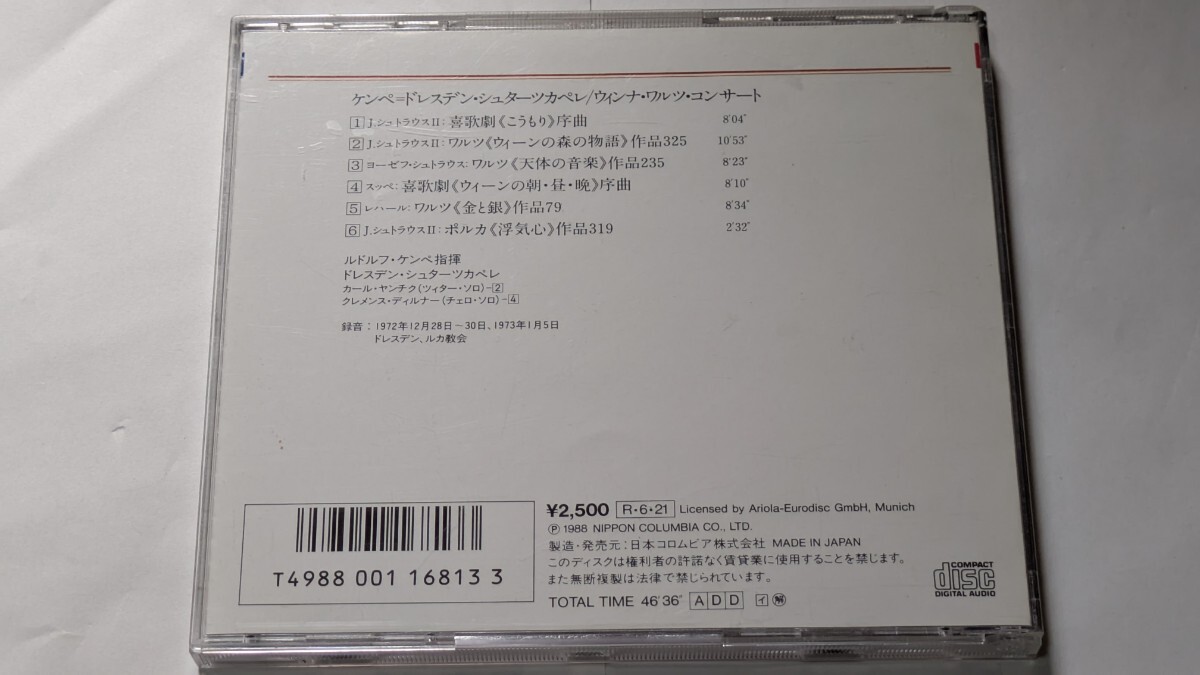 ケンペ=ドレスデン・シュターツカペレ/ウィンナ・ワルツ・コンサート
1 J.シュトラウスII: 喜歌劇《こうもり》序曲 8'04"
2 J.シュトラウスII: ワルツ《ウィーンの森の物語》作品325 10'53"
3 ヨーゼフ・シュトラウス: ワルツ《天体の音楽》作品235 8'23"
4 スッペ: 喜歌劇《ウィーンの朝・昼・晩》序曲 8'10"
5 レハール: ワルツ《金と銀》作品79 8'34"
6 J.シュトラウスII: ポルカ《浮気心》作品319 2'32"
ルドルフ・ケンペ指揮
ドレスデン・シュターツカペレ
カール・ヤンチク(ツィター・ソロ)-2
クレメンス・ディルナー(チェロ・ソロ)-4
録音: 1972年12月28日〜30日、1973年1月5日
ドレスデン、ルカ教会
T4988 001 16813 3
¥2,500 R・6・21 Licensed by Ariola-Eurodisc GmbH, Munich
Ⓟ 1988 NIPPON COLUMBIA CO., LTD.
製造・発売元: 日本コロムビア株式会社 MADE IN JAPAN
このディスクは権利者の許諾なく賃貸業に使用することを禁じます。
また無断複製は法律で禁じられています。
TOTAL TIME 46'36" A D D イ 解
COMPACT
disc
DIGITAL AUDIO